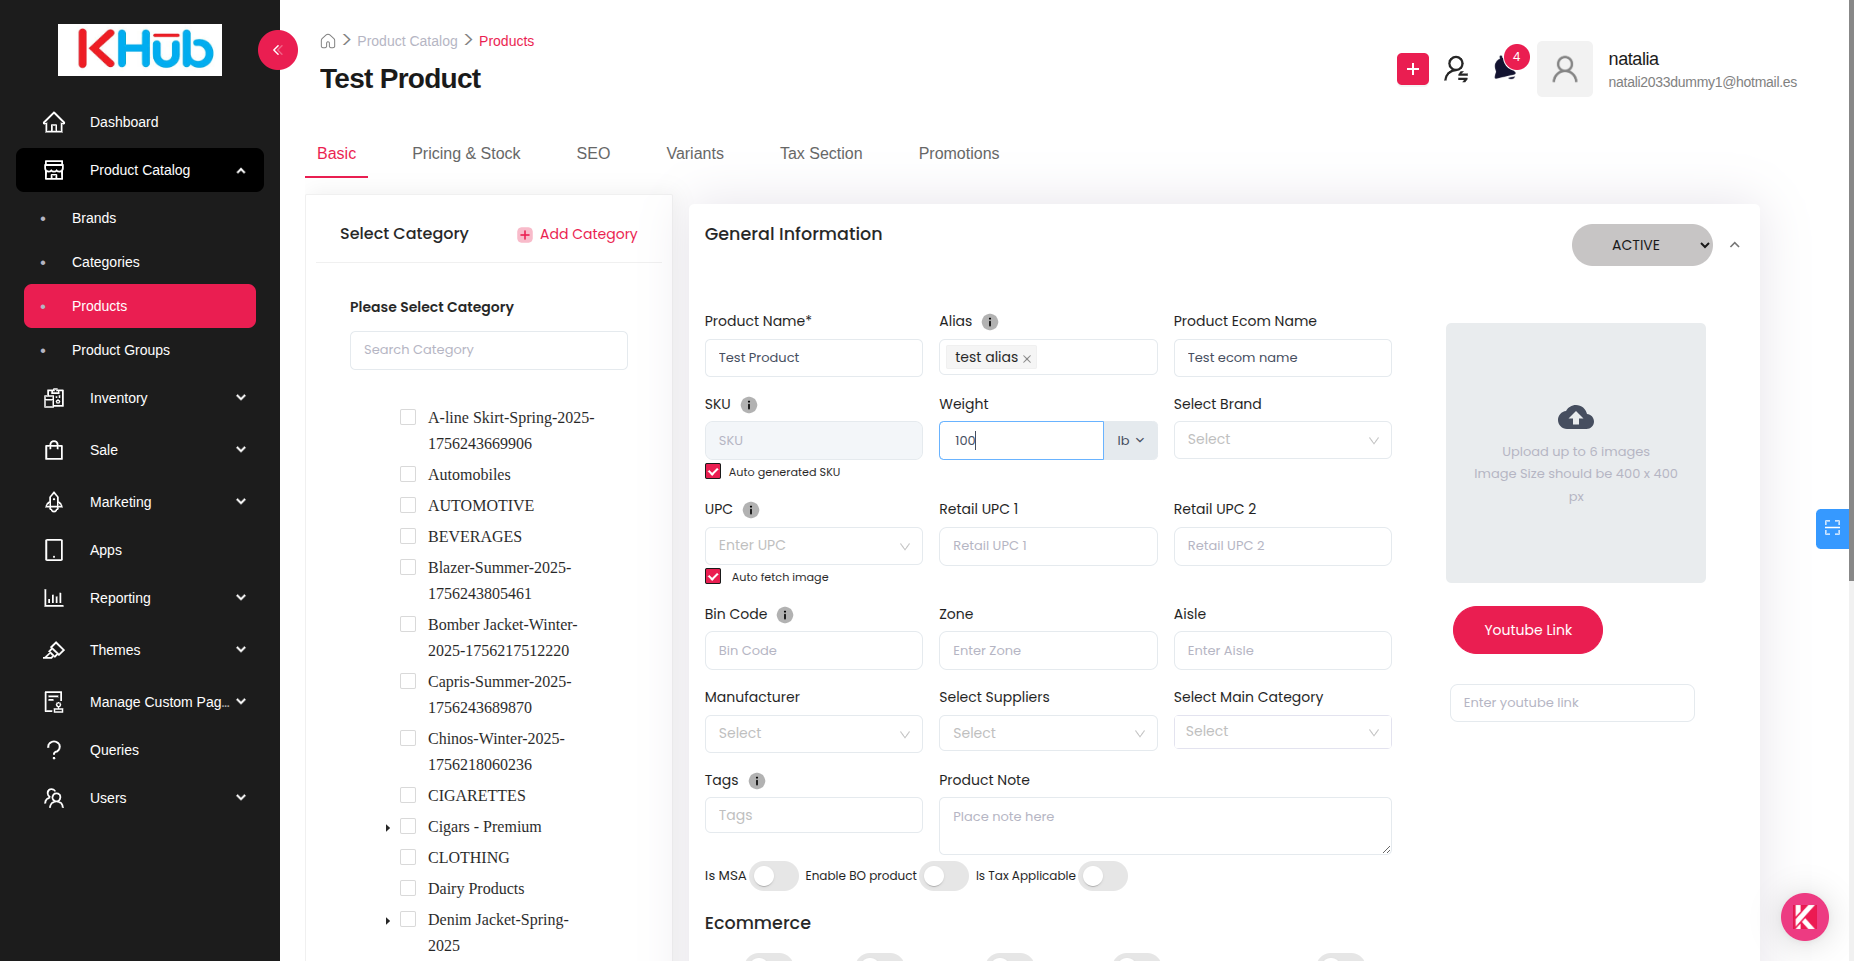 KHub
Dashboard
Product Catalog
Brands
Categories
Products
Product Groups
Inventory
Sale
Marketing
Apps
Reporting
Themes
Manage Custom Pag...
Queries
Users
Product Catalog
Products
Test Product
4
natalia
natali2033dummy1@hotmail.es
Basic
Pricing & Stock
SEO
Variants
Tax Section
Promotions
Select Category
Add Category
Please Select Category
Search Category
A-line Skirt-Spring-2025-
1756243669906
Automobiles
AUTOMOTIVE
BEVERAGES
Blazer-Summer-2025-
1756243805461
Bomber Jacket-Winter-
2025-1756217512220
Capris-Summer-2025-
1756243689870
Chinos-Winter-2025-
1756218060236
CIGARETTES
Cigars - Premium
CLOTHING
Dairy Products
Denim Jacket-Spring-
2025
General Information
ACTIVE
Product Name*
Alias
Product Ecom Name
Test Product
test alias
Test ecom name
SKU
Weight
Select Brand
SKU
100
lb
Select
Auto generated SKU
UPC
Retail UPC 1
Retail UPC 2
Enter UPC
Retail UPC 1
Retail UPC 2
Auto fetch image
Bin Code
Zone
Aisle
Bin Code
Enter Zone
Enter Aisle
Manufacturer
Select Suppliers
Select Main Category
Select
Select
Select
Tags
Product Note
Tags
Place note here
Is MSA
Enable BO product
Is Tax Applicable
Ecommerce
Upload up to 6 images
Image Size should be 400 x 400
px
Youtube Link
Enter youtube link